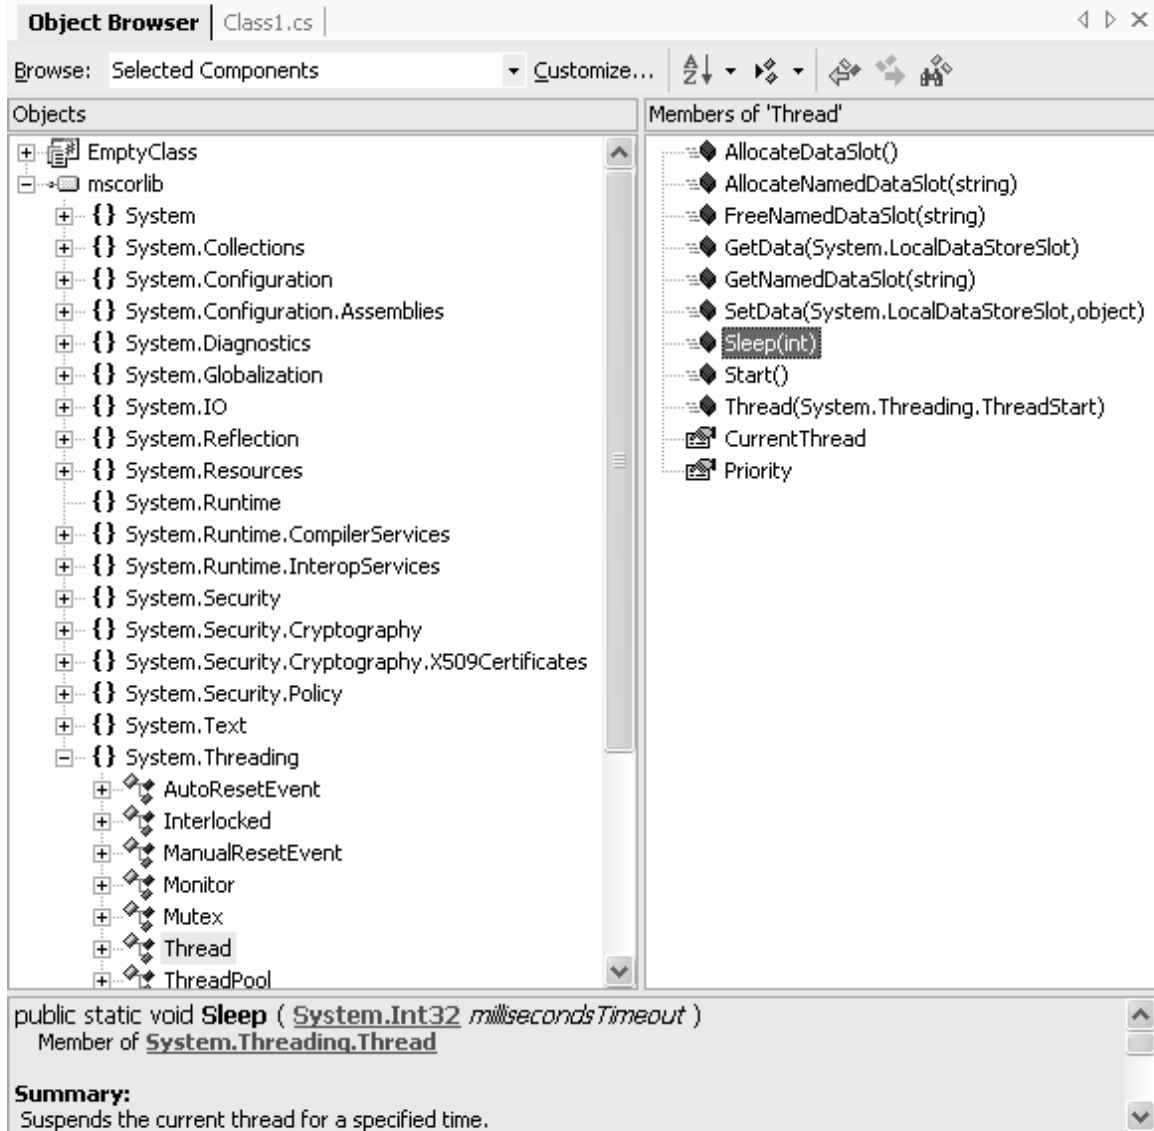 Object Browser Class1.cs
Browse: Selected Components Customize...
Objects
EmptyClass
mscorlib
{} System
{} System.Collections
{} System.Configuration
{} System.Configuration.Assemblies
{} System.Diagnostics
{} System.Globalization
{} System.IO
{} System.Reflection
{} System.Resources
{} System.Runtime
{} System.Runtime.CompilerServices
{} System.Runtime.InteropServices
{} System.Security
{} System.Security.Cryptography
{} System.Security.Cryptography.X509Certificates
{} System.Security.Policy
{} System.Text
{} System.Threading
AutoResetEvent
Interlocked
ManualResetEvent
Monitor
Mutex
Thread
ThreadPool
Members of 'Thread'
AllocateDataSlot()
AllocateNamedDataSlot(string)
FreeNamedDataSlot(string)
GetData(System.LocalDataStoreSlot)
GetNamedDataSlot(string)
SetData(System.LocalDataStoreSlot,object)
Sleep(int)
Start()
Thread(System.Threading.ThreadStart)
CurrentThread
Priority
public static void Sleep ( System.Int32 millisecondsTimeout )
Member of System.Threading.Thread
Summary:
Suspends the current thread for a specified time.